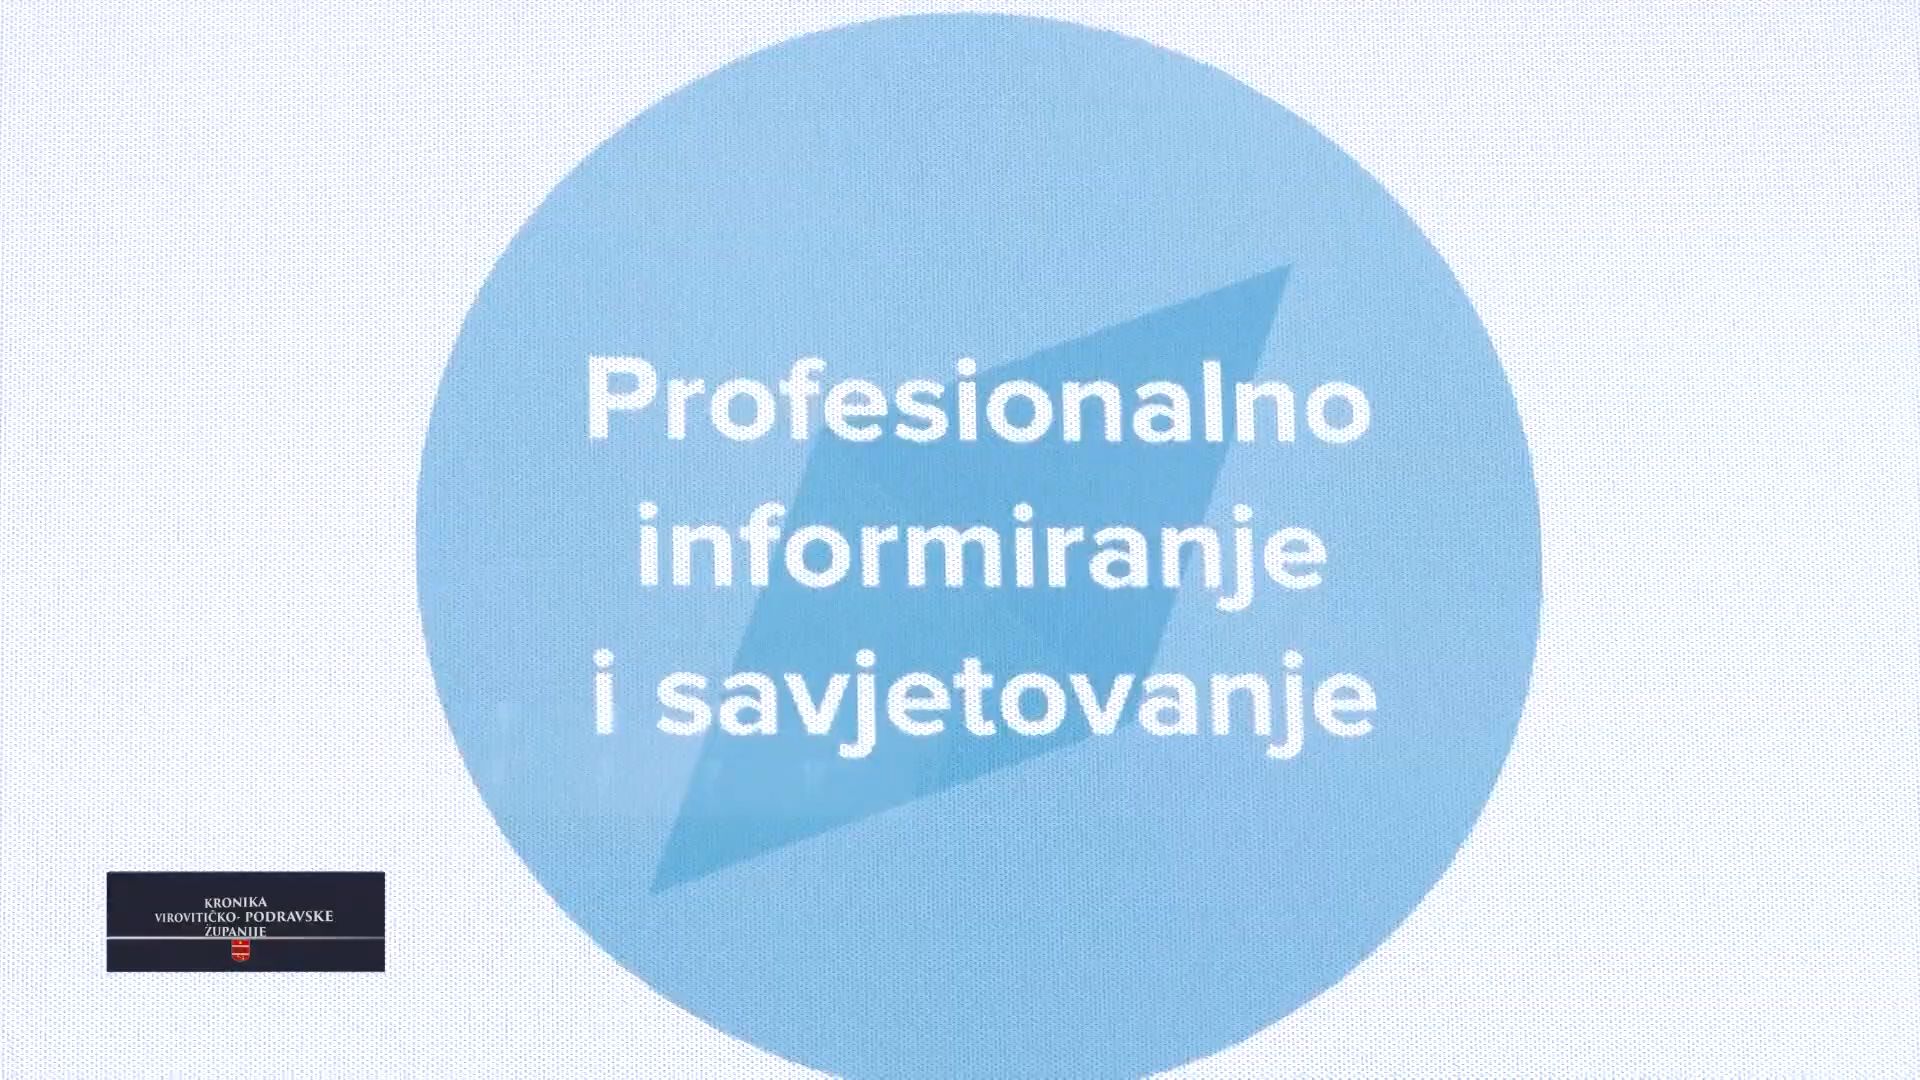 Profesionalno
informiranje
i savjetovanje
KRONIKA
VIROVITIČKO- PODRAVSKE
ŽUPANIJE